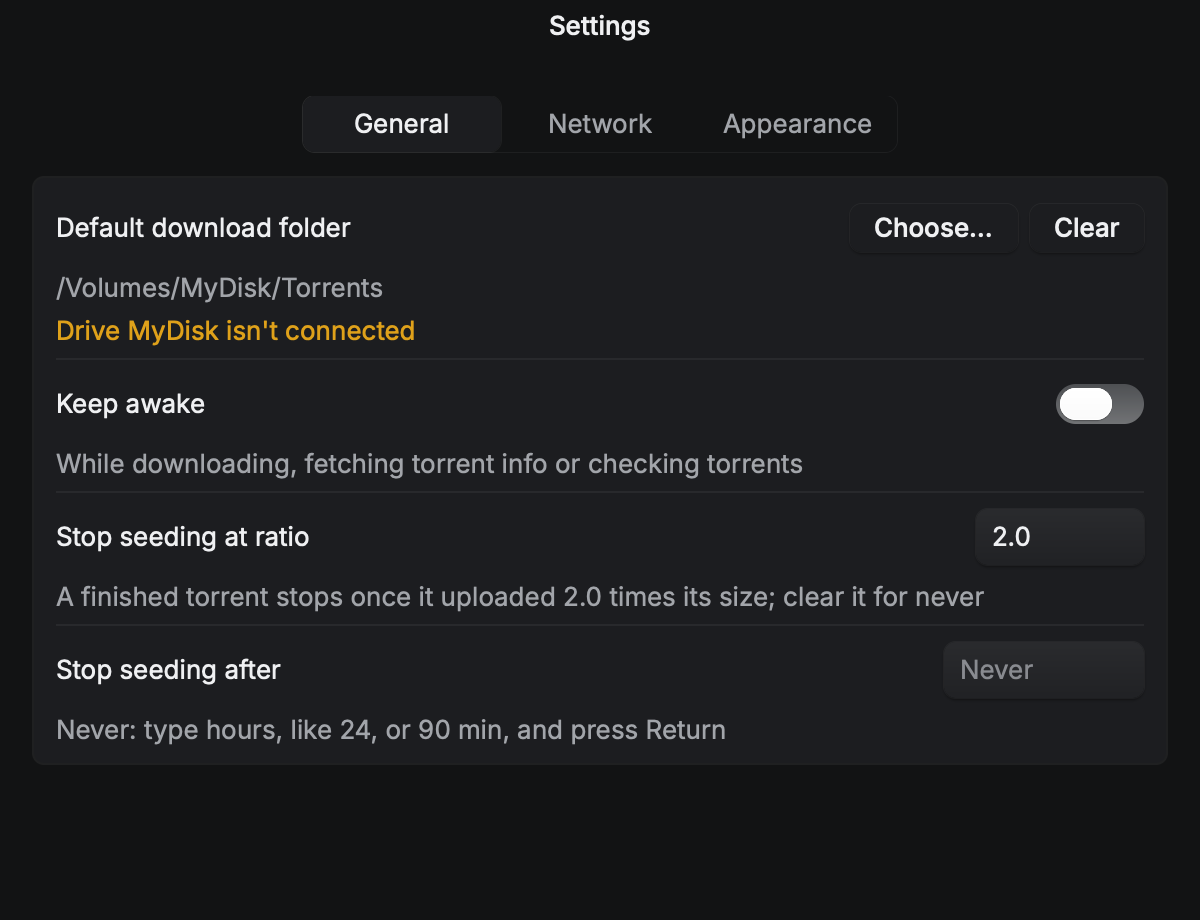 Settings
General Network Appearance
Default download folder Choose... Clear
/Volumes/MyDisk/Torrents
Drive MyDisk isn't connected
Keep awake
While downloading, fetching torrent info or checking torrents
Stop seeding at ratio 2.0
A finished torrent stops once it uploaded 2.0 times its size; clear it for never
Stop seeding after Never
Never: type hours, like 24, or 90 min, and press Return